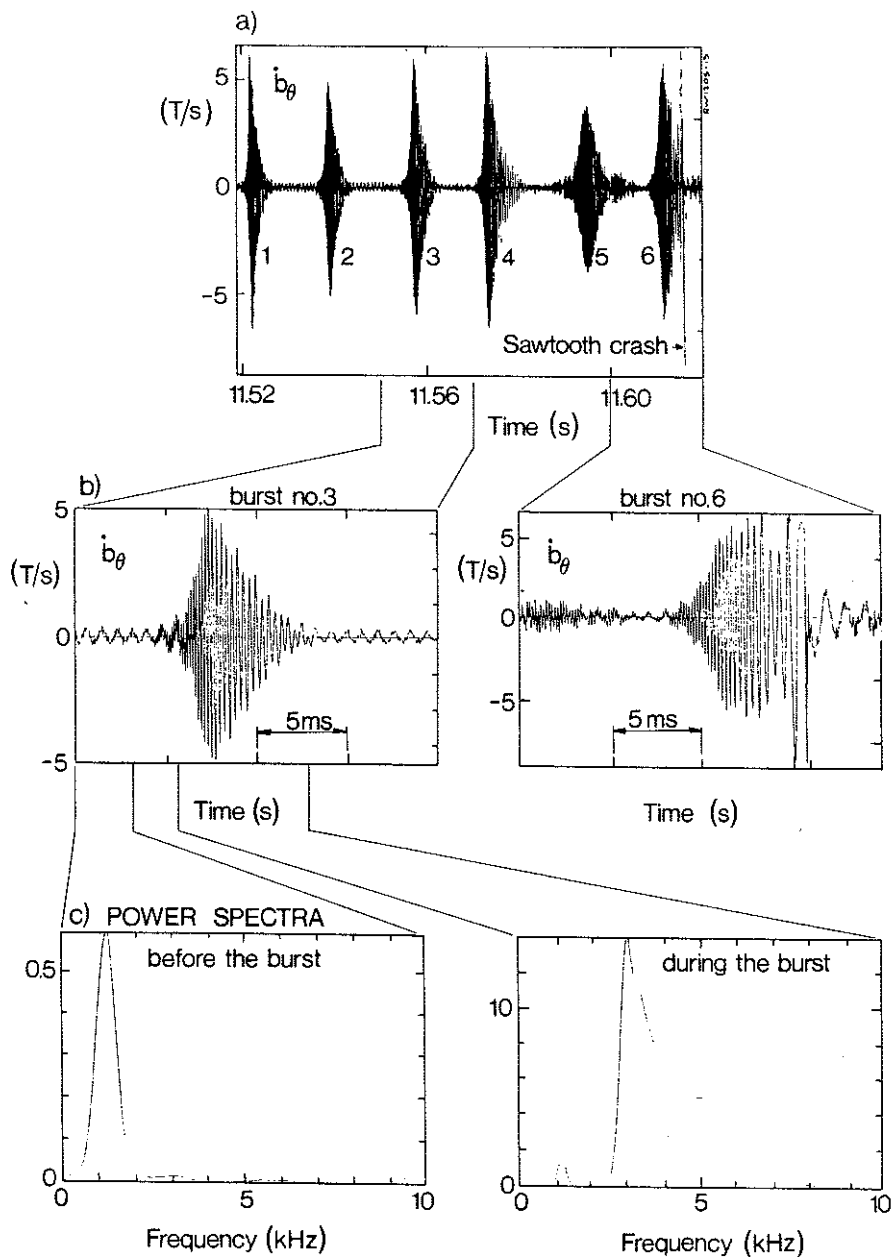 a)
5
0
-5
(T/s)
ḃθ
1 2 3 4 5 6
Sawtooth crash
11.52 11.56 11.60
Time (s)
b)
burst no.3
5
0
-5
(T/s)
ḃθ
5ms
Time (s)
burst no.6
5
0
-5
(T/s)
ḃθ
5ms
Time (s)
c) POWER SPECTRA
before the burst
0.5
0
0 5 10
Frequency (kHz)
during the burst
10
0
0 5 10
Frequency (kHz)